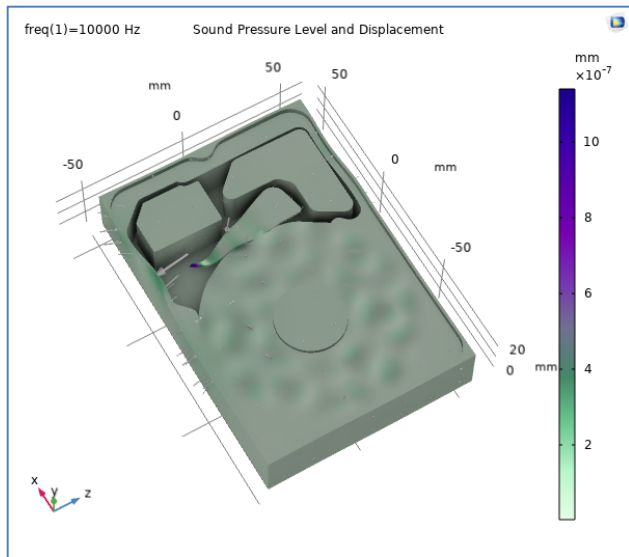 freq(1)=10000 Hz Sound Pressure Level and Displacement
mm
×10⁻⁷
50 50
mm
0
-50
0
mm
-50
20
0 mm
10
8
6
4
2
x y z